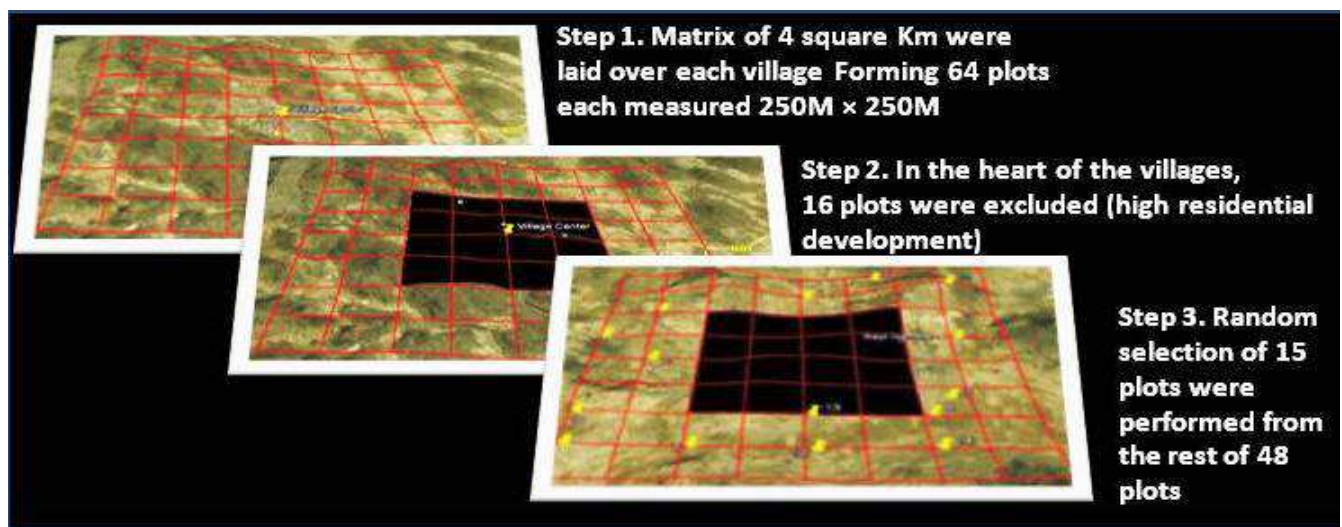 Step 1. Matrix of 4 square Km were
laid over each village Forming 64 plots
each measured 250M × 250M
Step 2. In the heart of the villages,
16 plots were excluded (high residential
development)
Village Center
Step 3. Random
selection of 15
plots were
performed from
the rest of 48
plots